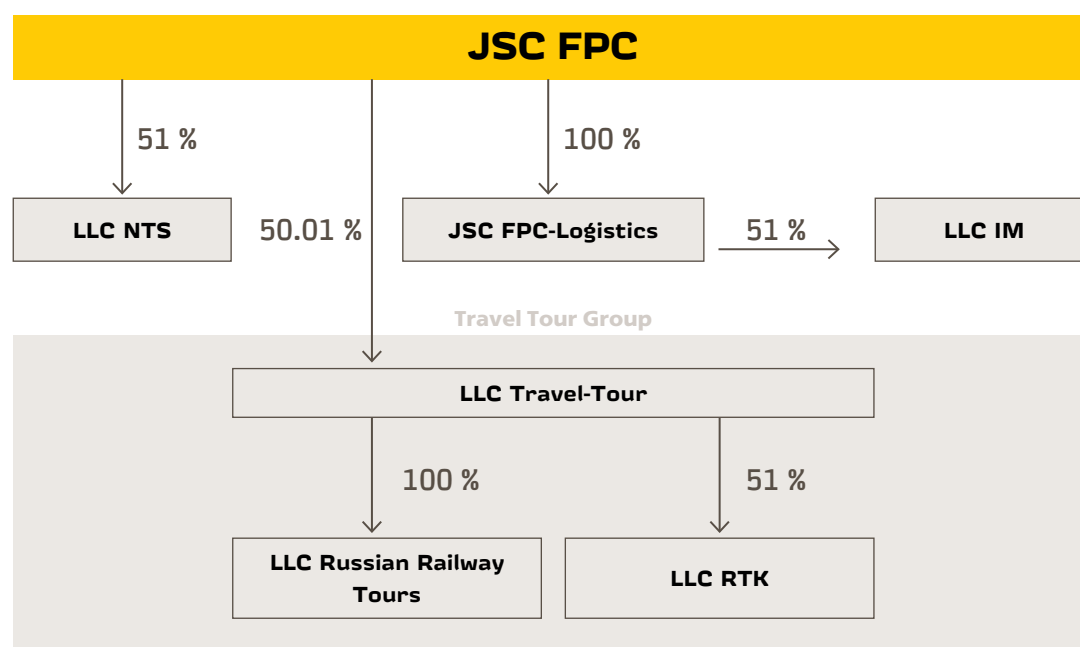 JSC FPC
51 %
100 %
LLC NTS
50.01 %
JSC FPC-Logistics
51 %
LLC IM
Travel Tour Group
LLC Travel-Tour
100 %
51 %
LLC Russian Railway
Tours
LLC RTK